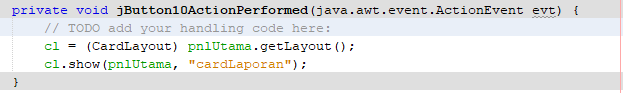 private void jButton10ActionPerformed(java.awt.event.ActionEvent evt) {
// TODO add your handling code here:
cl = (CardLayout) pnlUtama.getLayout();
cl.show(pnlUtama, "cardLaporan");
}